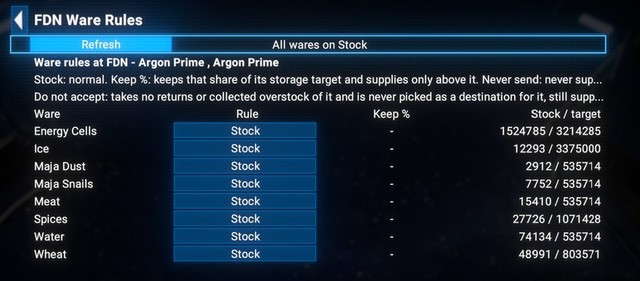 FDN Ware Rules
Refresh All wares on Stock
Ware rules at FDN - Argon Prime , Argon Prime
Stock: normal. Keep %: keeps that share of its storage target and supplies only above it. Never send: never sup...
Do not accept: takes no returns or collected overstock of it and is never picked as a destination for it, still supp...
Ware Rule Keep % Stock / target
Energy Cells Stock - 1524785 / 3214285
Ice Stock - 12293 / 3375000
Maja Dust Stock - 2912 / 535714
Maja Snails Stock - 7752 / 535714
Meat Stock - 15410 / 535714
Spices Stock - 27726 / 1071428
Water Stock - 74134 / 535714
Wheat Stock - 48991 / 803571